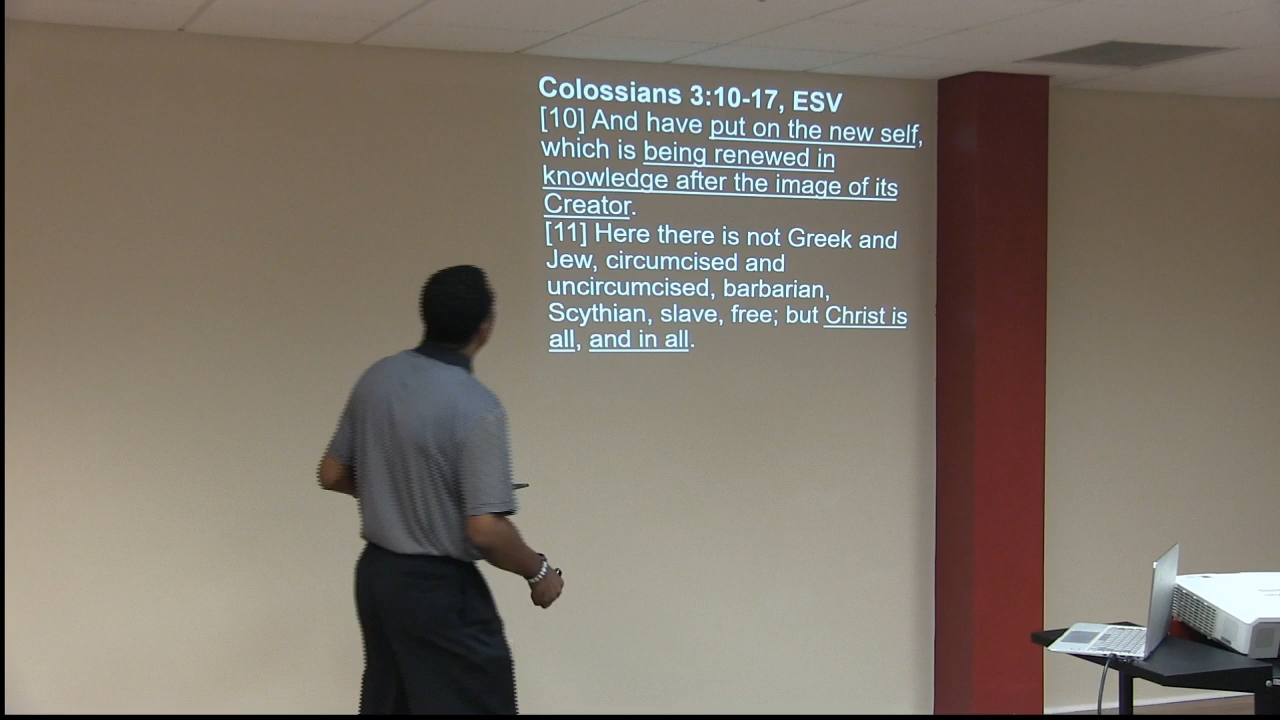 Colossians 3:10-17, ESV
[10] And have put on the new self,
which is being renewed in
knowledge after the image of its
Creator.
[11] Here there is not Greek and
Jew, circumcised and
uncircumcised, barbarian,
Scythian, slave, free; but Christ is
all, and in all.